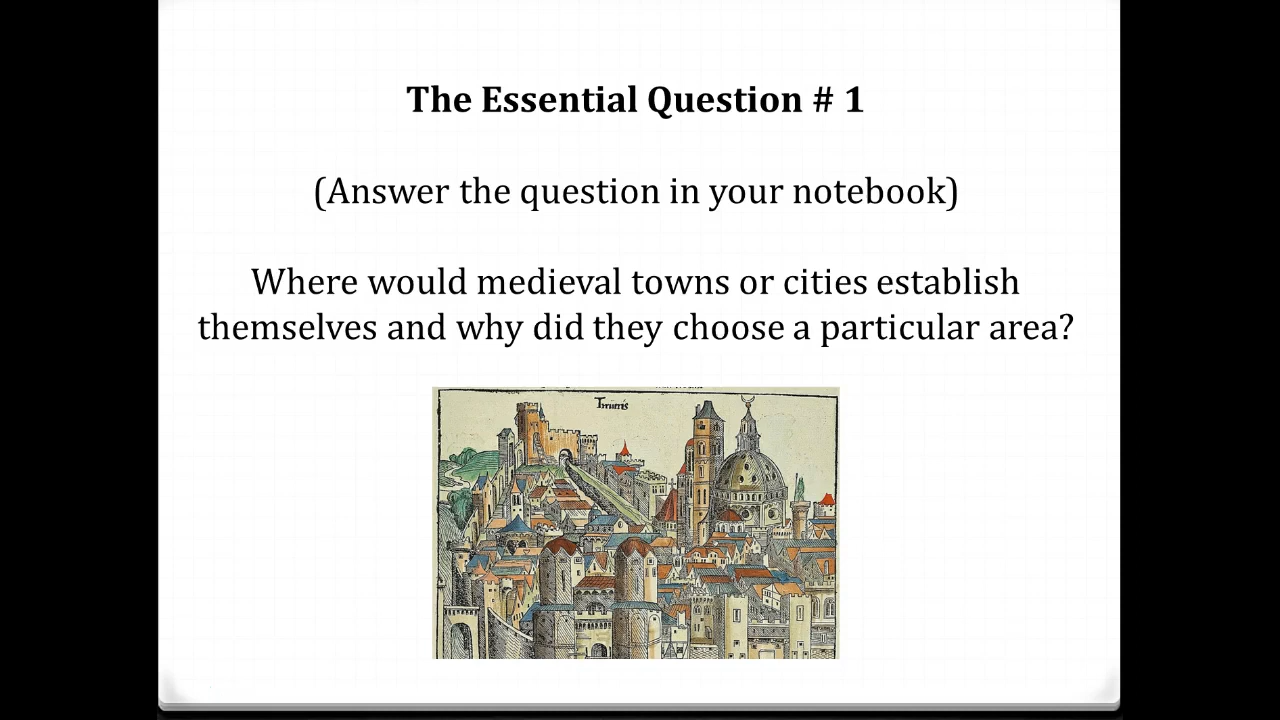 The Essential Question # 1
(Answer the question in your notebook)
Where would medieval towns or cities establish
themselves and why did they choose a particular area?